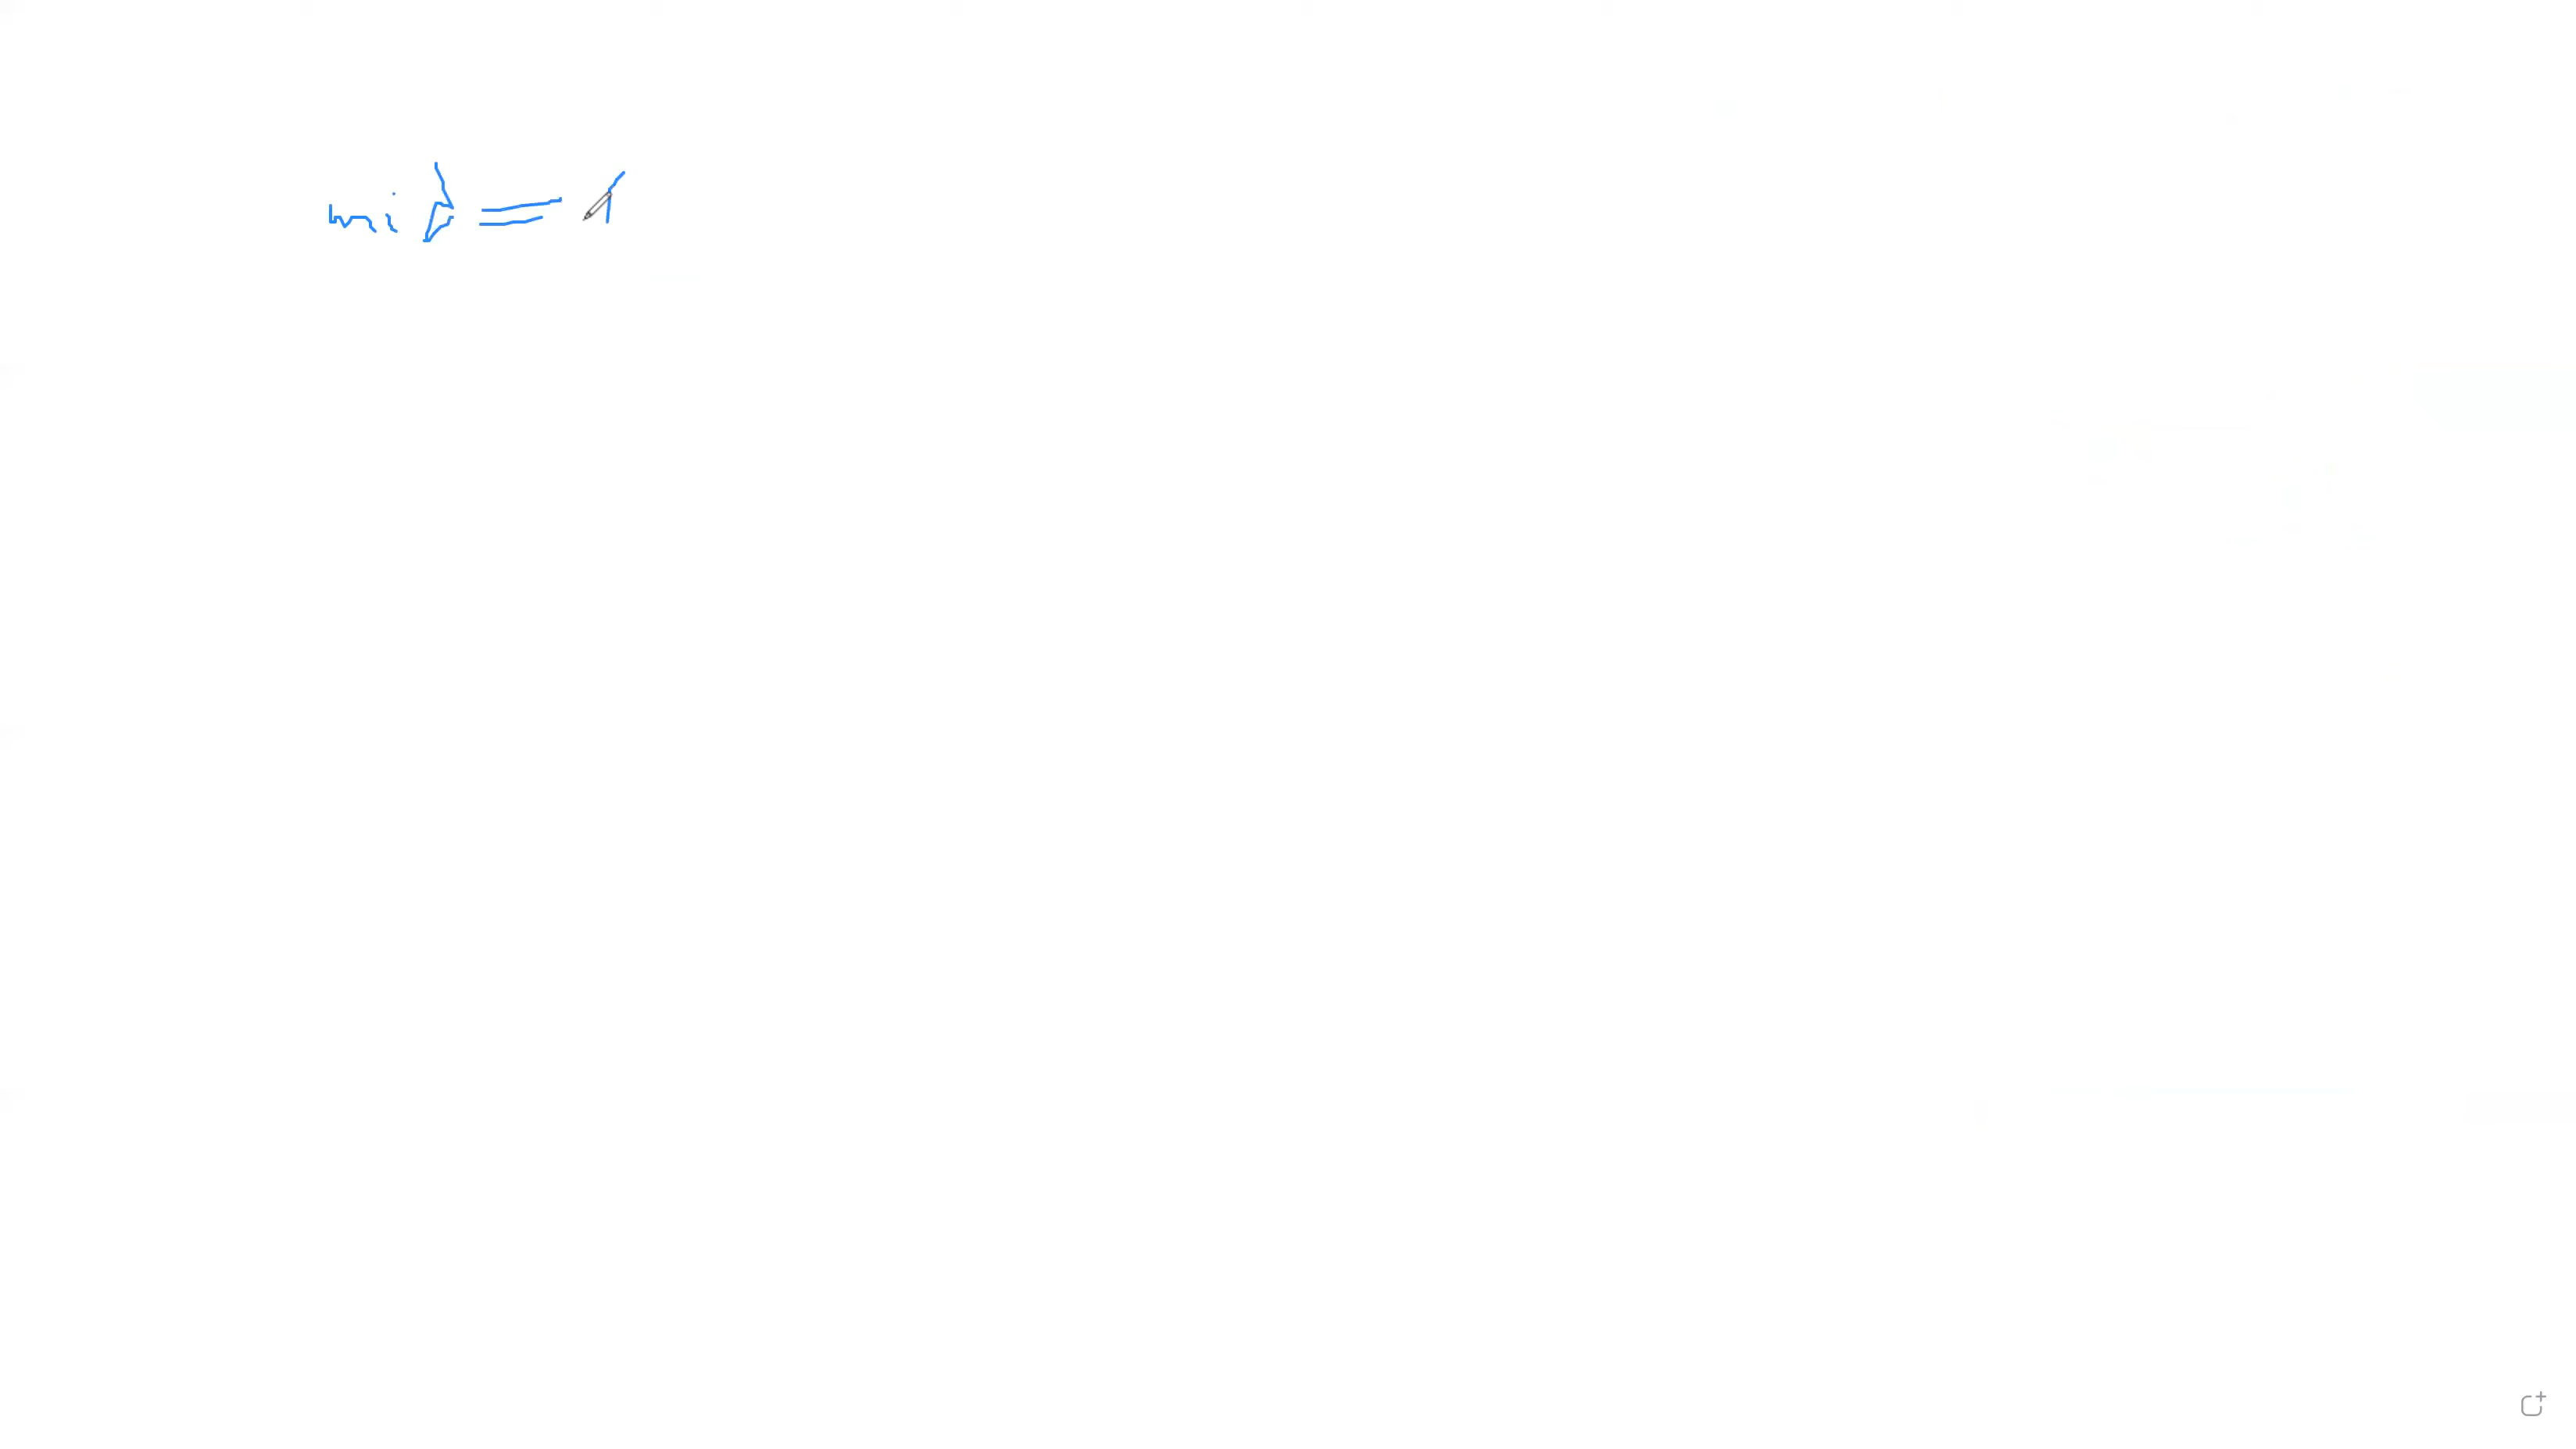 mid =